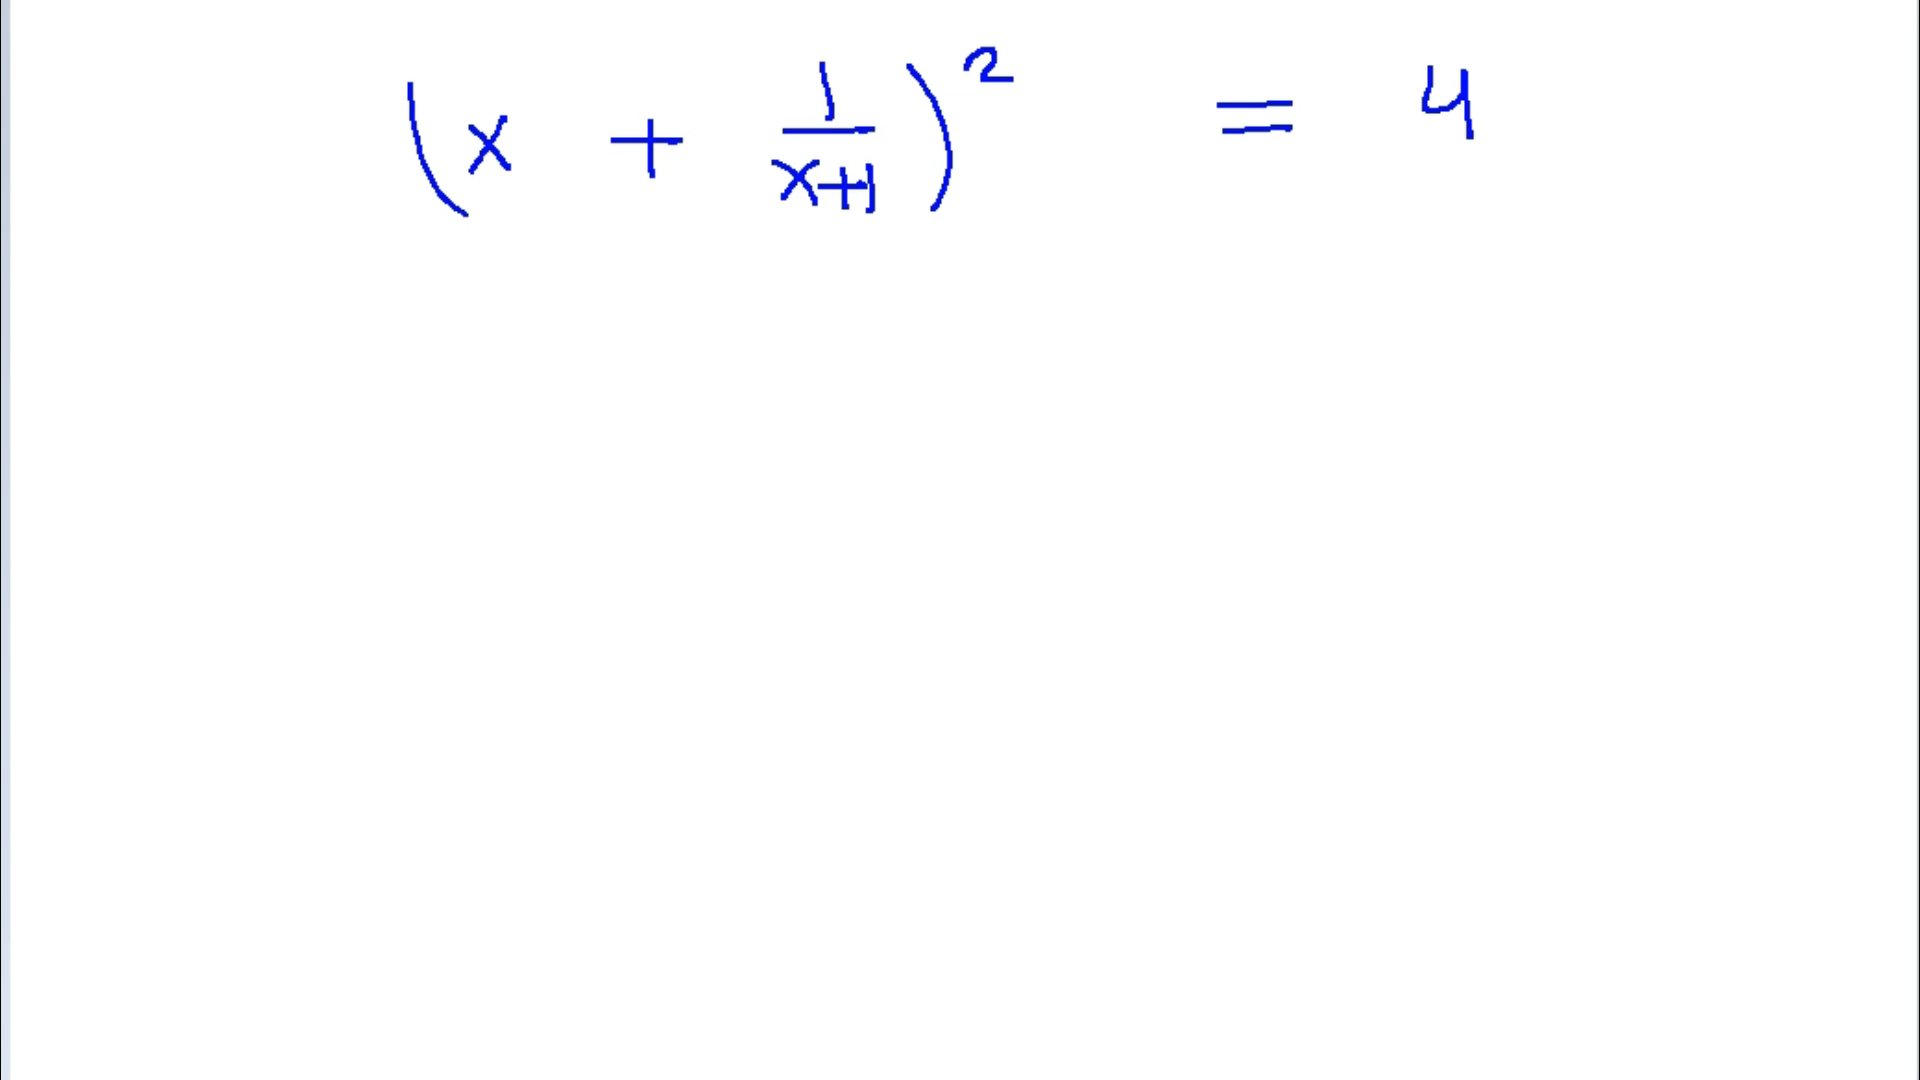 (x + 1/(x+1))² = 4